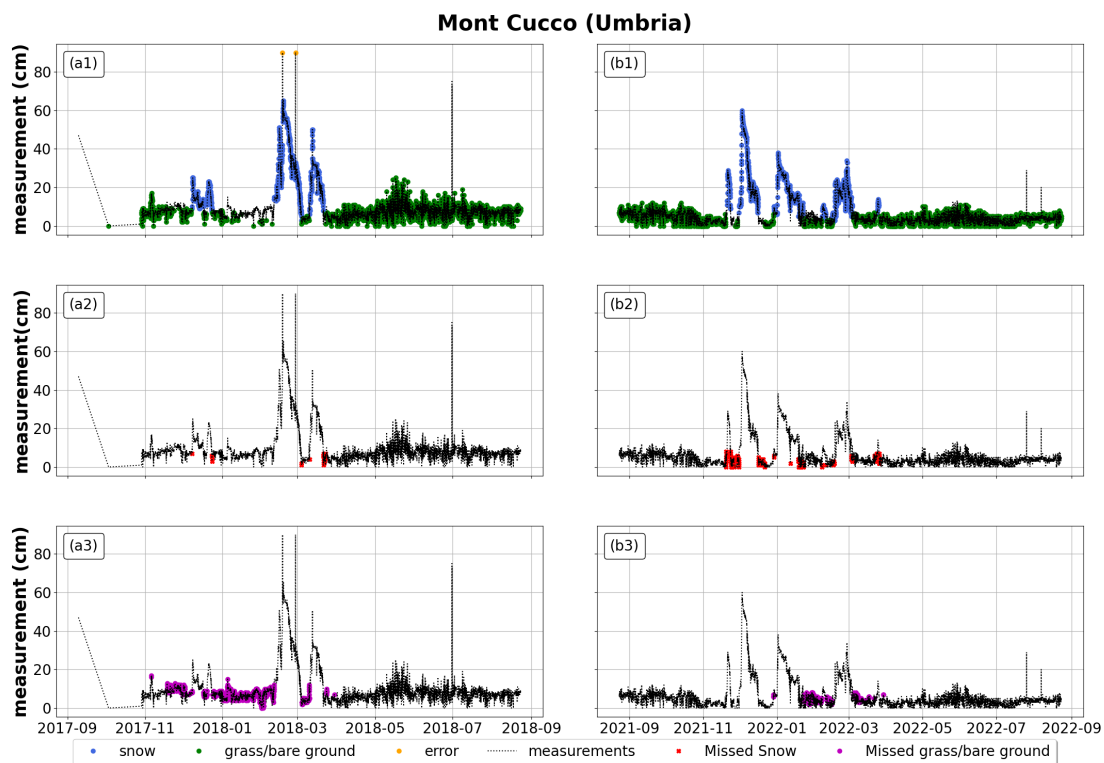 Mont Cucco (Umbria)
measurement (cm)
80
60
40
20
0
(a1)
(b1)
measurement(cm)
80
60
40
20
0
(a2)
(b2)
measurement (cm)
80
60
40
20
0
(a3)
(b3)
2017-09 2017-11 2018-01 2018-03 2018-05 2018-07 2018-09
2021-09 2021-11 2022-01 2022-03 2022-05 2022-07 2022-09
snow grass/bare ground error measurements Missed Snow Missed grass/bare ground